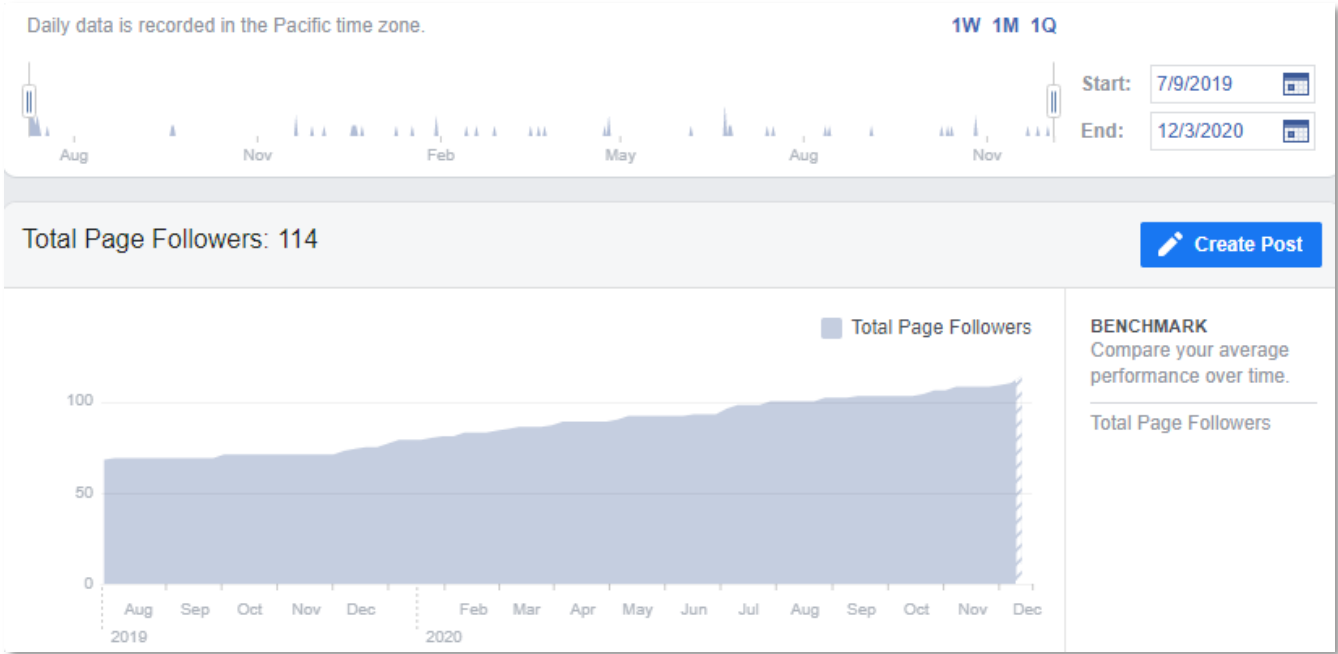 Daily data is recorded in the Pacific time zone.
1W 1M 1Q
Start: 7/9/2019
End: 12/3/2020
Aug Nov Feb May Aug Nov
Total Page Followers: 114
Create Post
Total Page Followers
BENCHMARK
Compare your average
performance over time.
Total Page Followers
100
50
0
Aug Sep Oct Nov Dec Feb Mar Apr May Jun Jul Aug Sep Oct Nov Dec
2019 2020